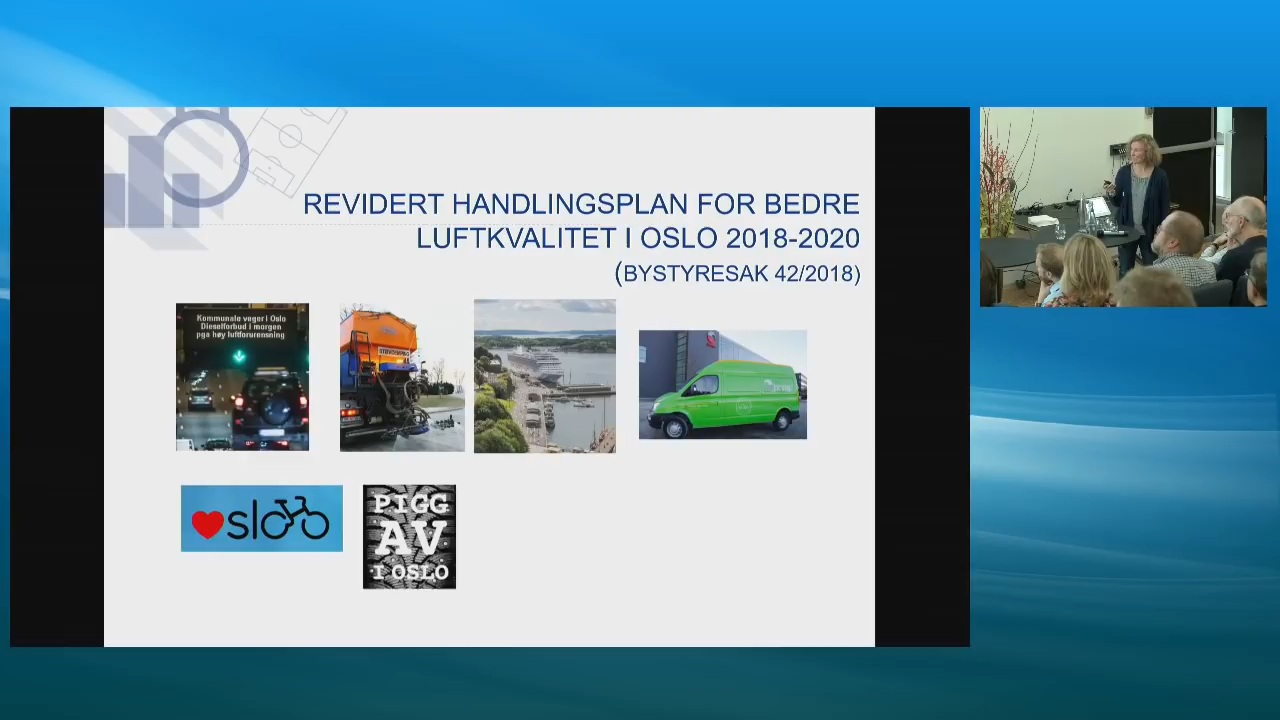 REVIDERT HANDLINGSPLAN FOR BEDRE
LUFTKVALITET I OSLO 2018-2020
(BYSTYRESAK 42/2018)
Kommunale veger i Oslo
Dieselforbud i morgen
pga høy luftforurensning
oslo
PIGG
AV
I OSLO